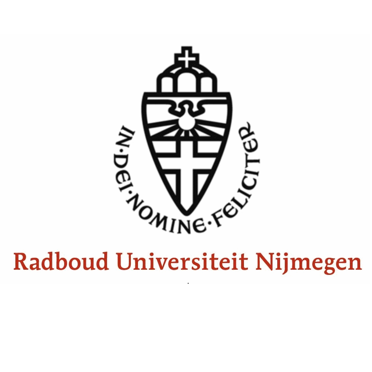 IN·DEI·NOMINE·FELICITER
Radboud Universiteit Nijmegen